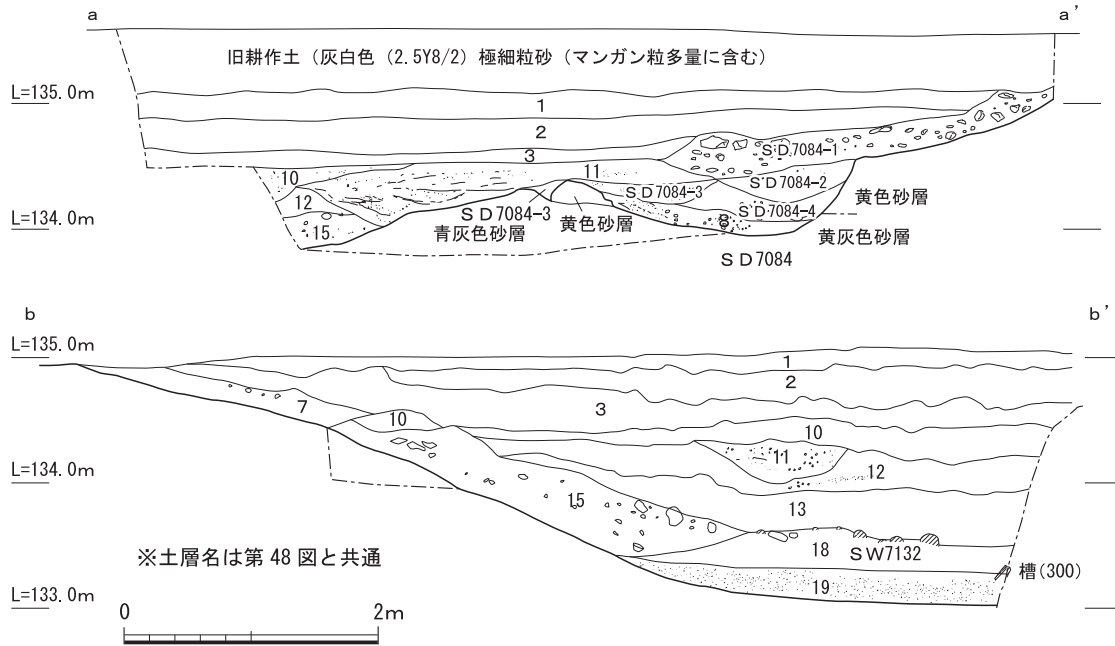 a
a’
旧耕作土（灰白色（2.5Y8/2）極細粒砂（マンガン粒多量に含む）
L=135.0m
1
2
3
SD7084-1
10
11
SD7084-2
SD7084-3
12
SD7084-4
黄色砂層
L=134.0m
SD7084-3
黄色砂層
15
青灰色砂層
黄灰色砂層
SD7084
b
b’
L=135.0m
1
2
7
3
10
10
11
12
L=134.0m
15
13
18
SW7132
※土層名は第 48 図と共通
槽(300)
19
L=133.0m
0
2m